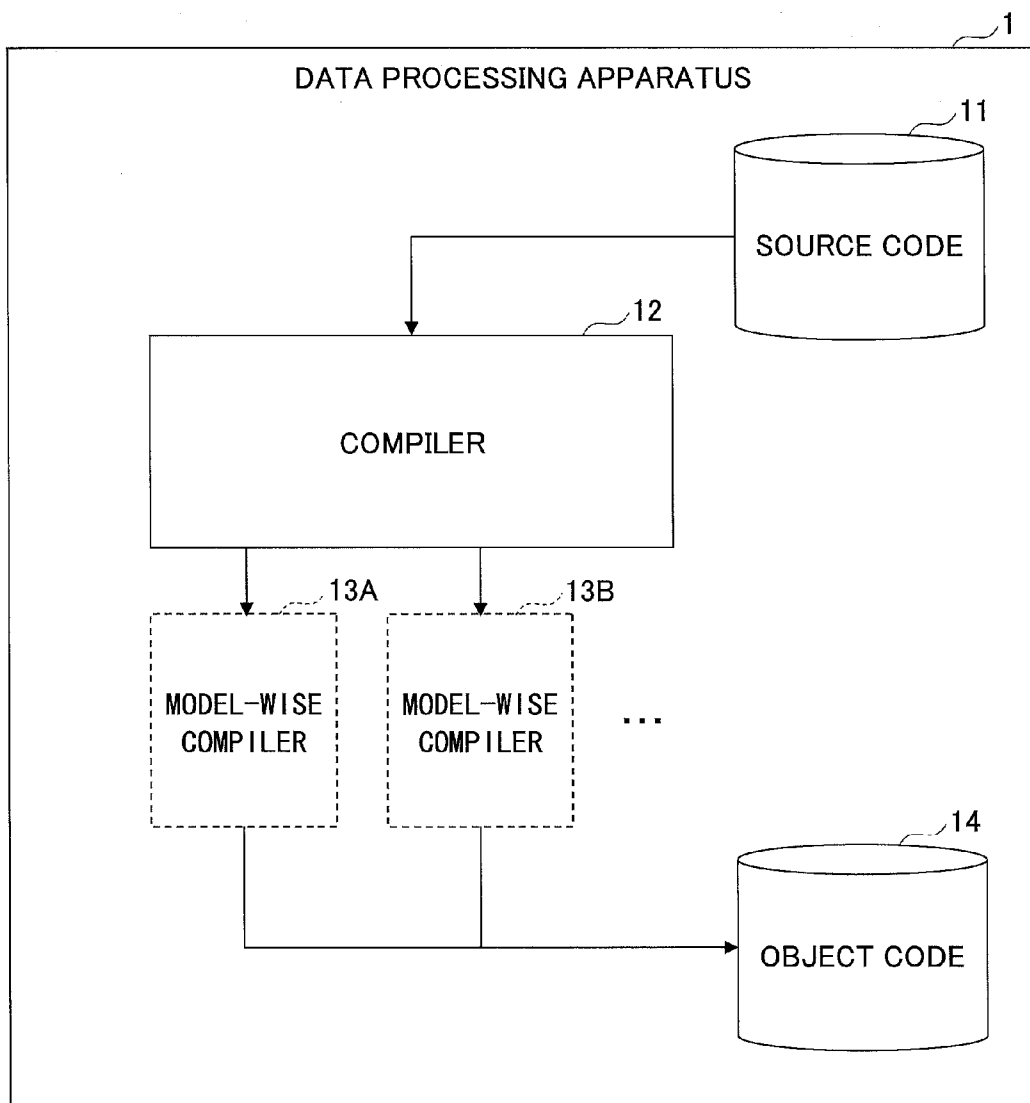 1
DATA PROCESSING APPARATUS
11
SOURCE CODE
12
COMPILER
13A
13B
MODEL-WISE
COMPILER
MODEL-WISE
COMPILER
...
14
OBJECT CODE